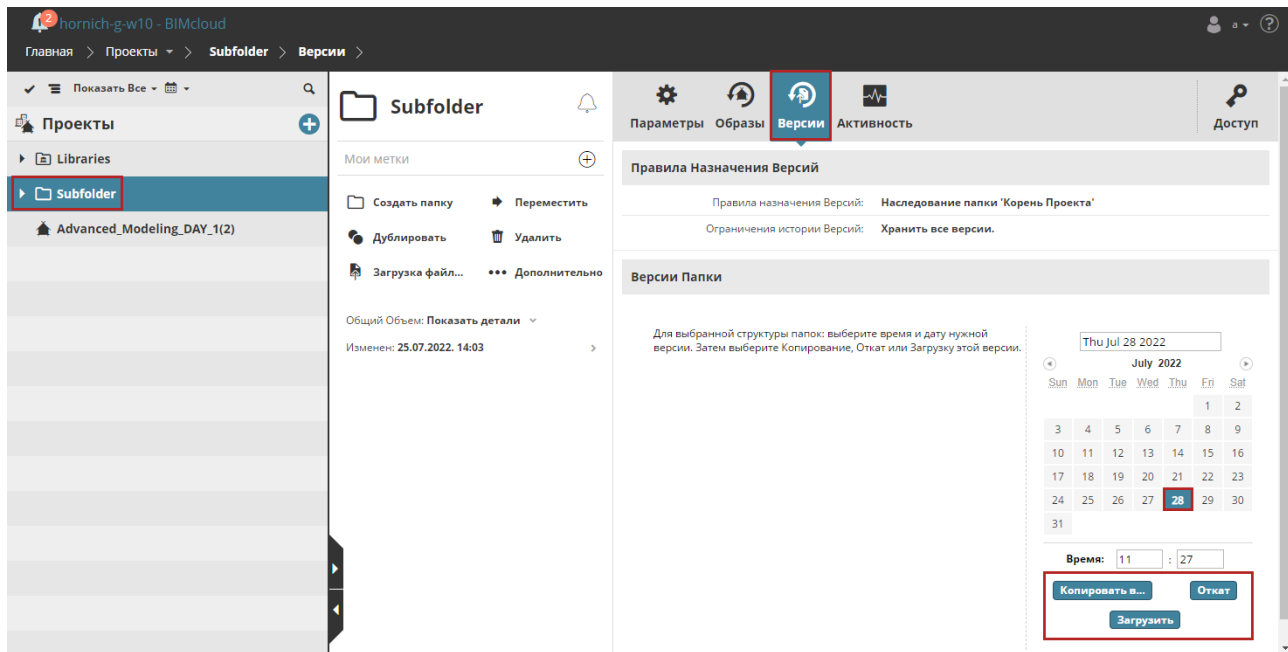 2
hornich-g-w10 - BIMcloud
a
?
Главная > Проекты > Subfolder > Версии >
Показать Все
Проекты
Libraries
Subfolder
Advanced_Modeling_DAY_1(2)
Subfolder
Мои метки
Создать папку Переместить
Дублировать Удалить
Загрузка файл... Дополнительно
Общий Объем: Показать детали
Изменен: 25.07.2022. 14:03 >
Параметры Образы Версии Активность Доступ
Правила Назначения Версий
Правила назначения Версий: Наследование папки 'Корень Проекта'
Ограничения истории Версий: Хранить все версии.
Версии Папки
Для выбранной структуры папок: выберите время и дату нужной
версии. Затем выберите Копирование, Откат или Загрузку этой версии.
Thu Jul 28 2022
July 2022
Sun Mon Tue Wed Thu Fri Sat
1 2
3 4 5 6 7 8 9
10 11 12 13 14 15 16
17 18 19 20 21 22 23
24 25 26 27 28 29 30
31
Время: 11 : 27
Копировать в... Откат
Загрузить